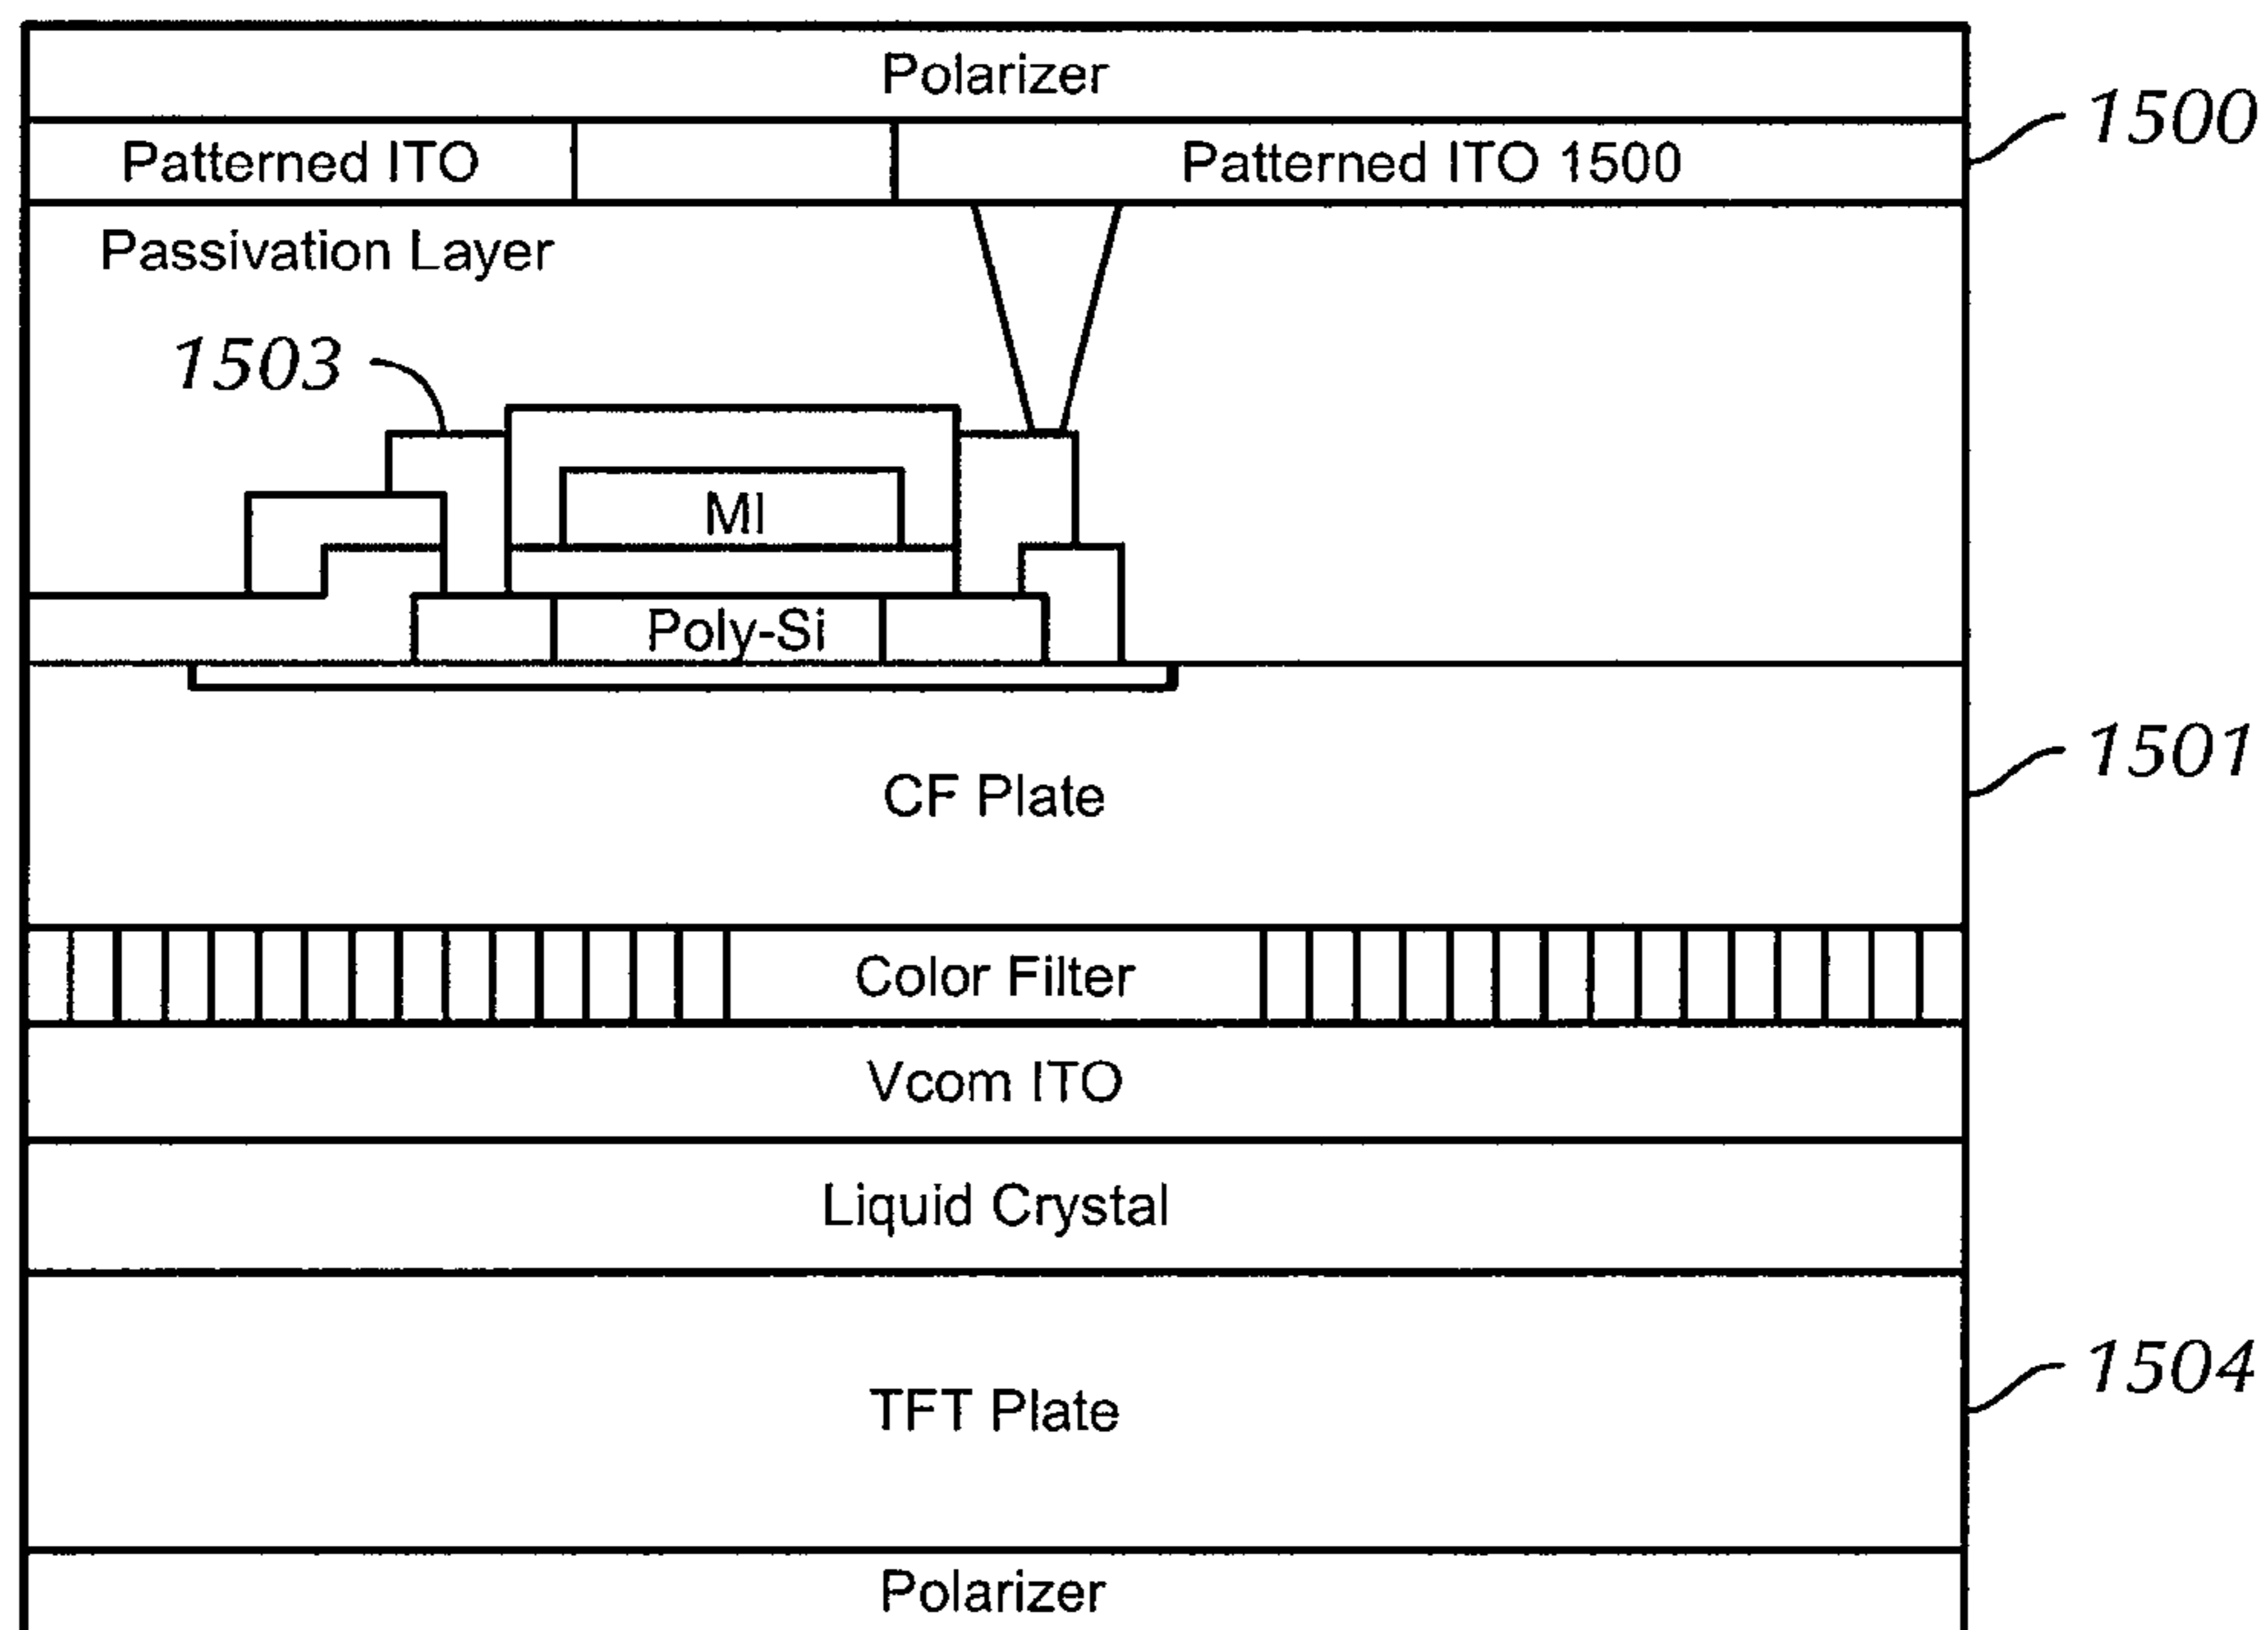 Polarizer
1500
Patterned ITO
Patterned ITO 1500
Passivation Layer
1503
MI
Poly-Si
1501
CF Plate
Color Filter
Vcom ITO
Liquid Crystal
1504
TFT Plate
Polarizer